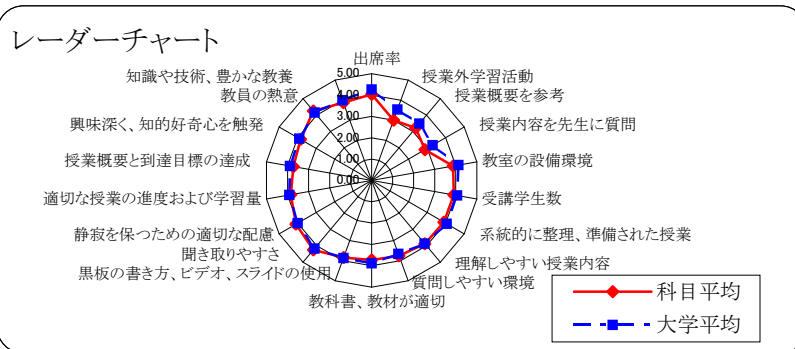 レーダーチャート
出席率
授業外学習活動
授業概要を参考
授業内容を先生に質問
教室の設備環境
受講学生数
系統的に整理、準備された授業
理解しやすい授業内容
質問しやすい環境
教科書、教材が適切
黒板の書き方、ビデオ、スライドの使用
聞き取りやすさ
静寂を保つための適切な配慮
適切な授業の進度および学習量
授業概要と到達目標の達成
興味深く、知的好奇心を触発
教員の熱意
知識や技術、豊かな教養
5.00
4.00
3.00
2.00
1.00
0.00
科目平均
大学平均